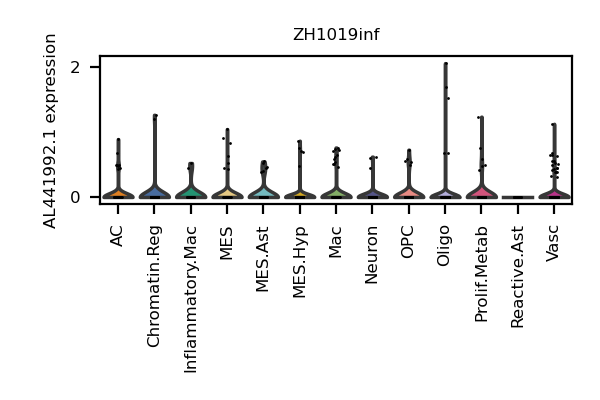 ZH1019inf
AL441992.1 expression
2
0
AC
Chromatin.Reg
Inflammatory.Mac
MES
MES.Ast
MES.Hyp
Mac
Neuron
OPC
Oligo
Prolif.Metab
Reactive.Ast
Vasc